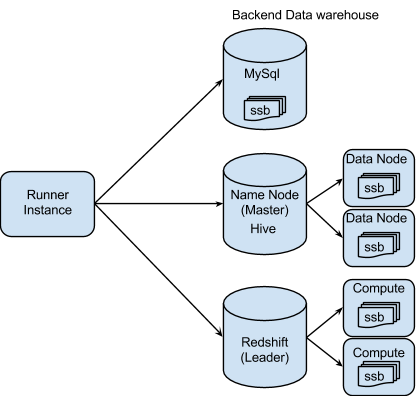 Backend Data warehouse
MySql
ssb
Runner
Instance
Name Node
(Master)
Hive
Data Node
ssb
Data Node
ssb
Redshift
(Leader)
Compute
ssb
Compute
ssb